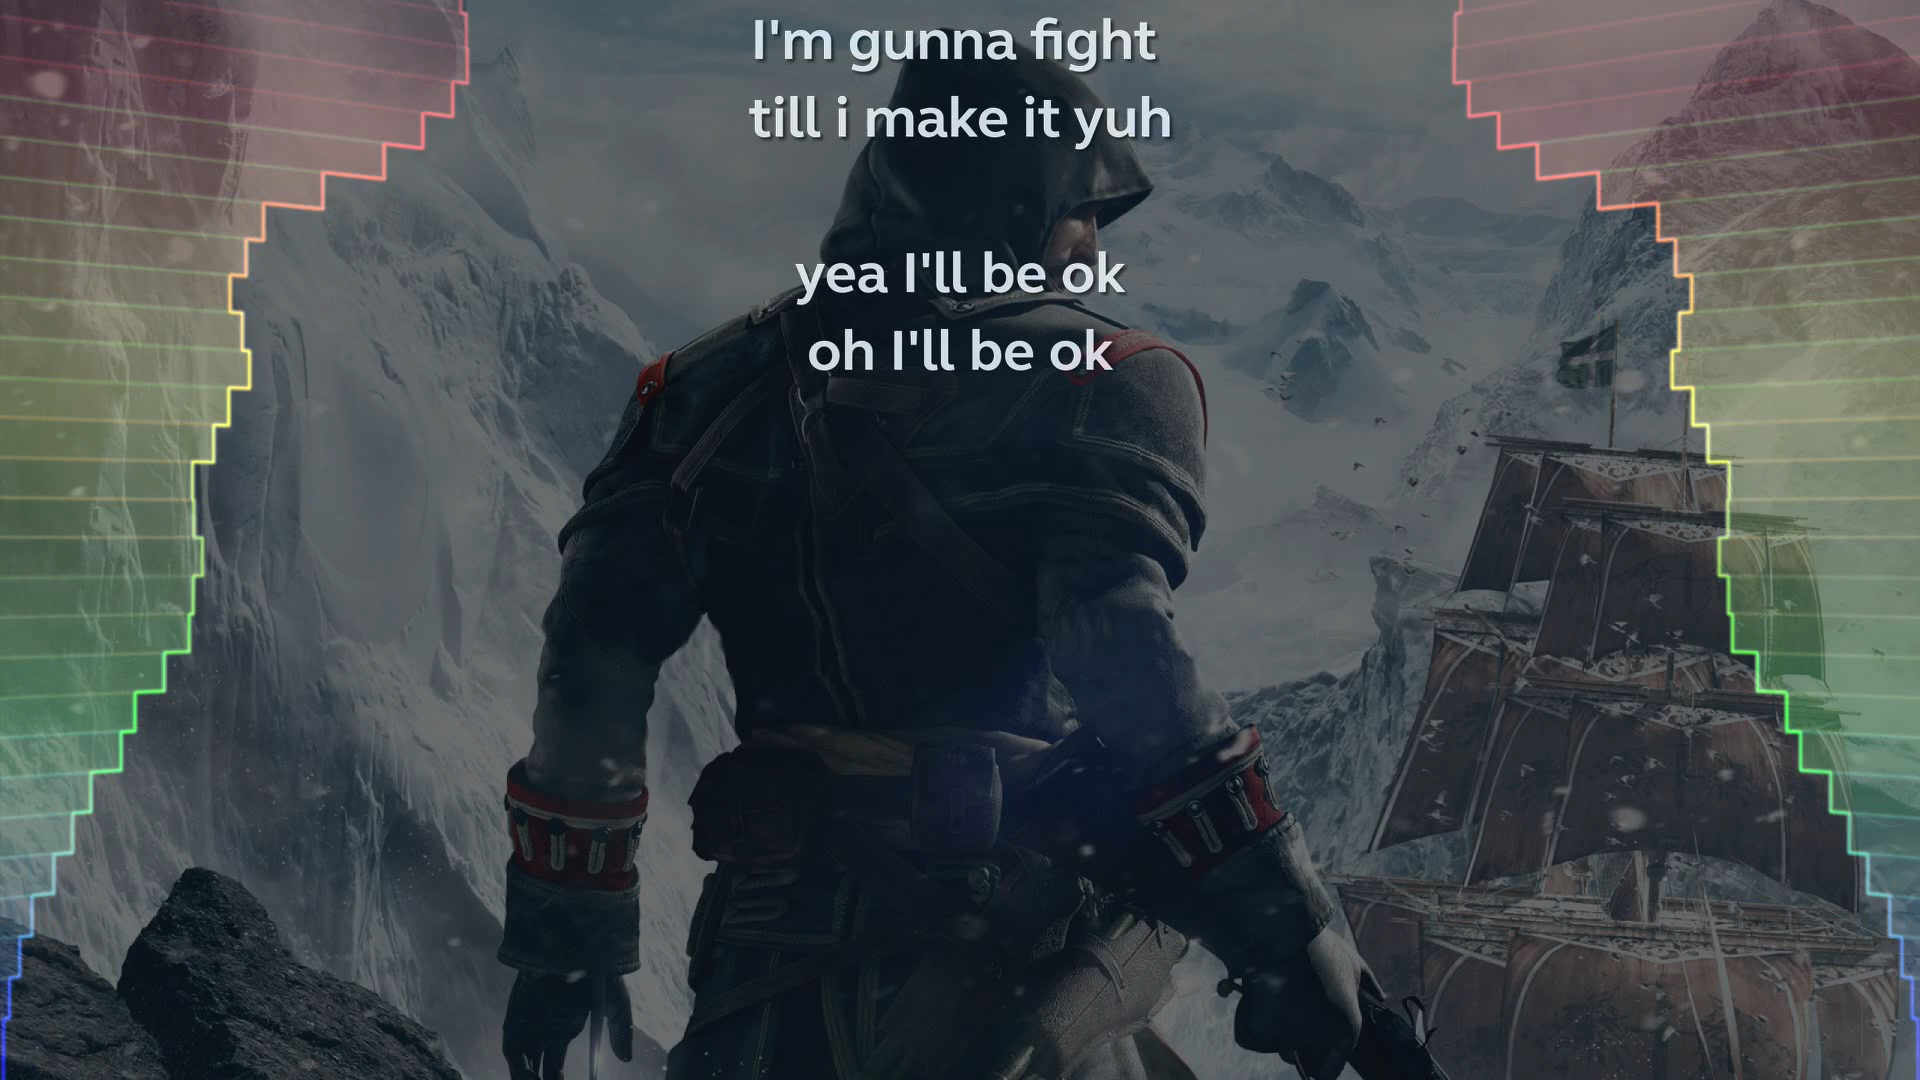 I'm gunna fight
till i make it yuh
yea I'll be ok
oh I'll be ok